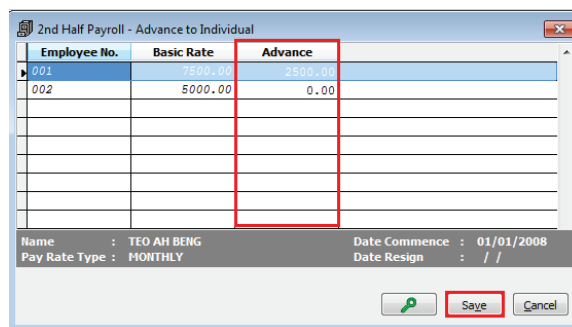 2nd Half Payroll - Advance to Individual
Employee No. Basic Rate Advance
001 7500.00 2500.00
002 5000.00 0.00
Name : TEO AH BENG Date Commence : 01/01/2008
Pay Rate Type : MONTHLY Date Resign : / /
Save Cancel